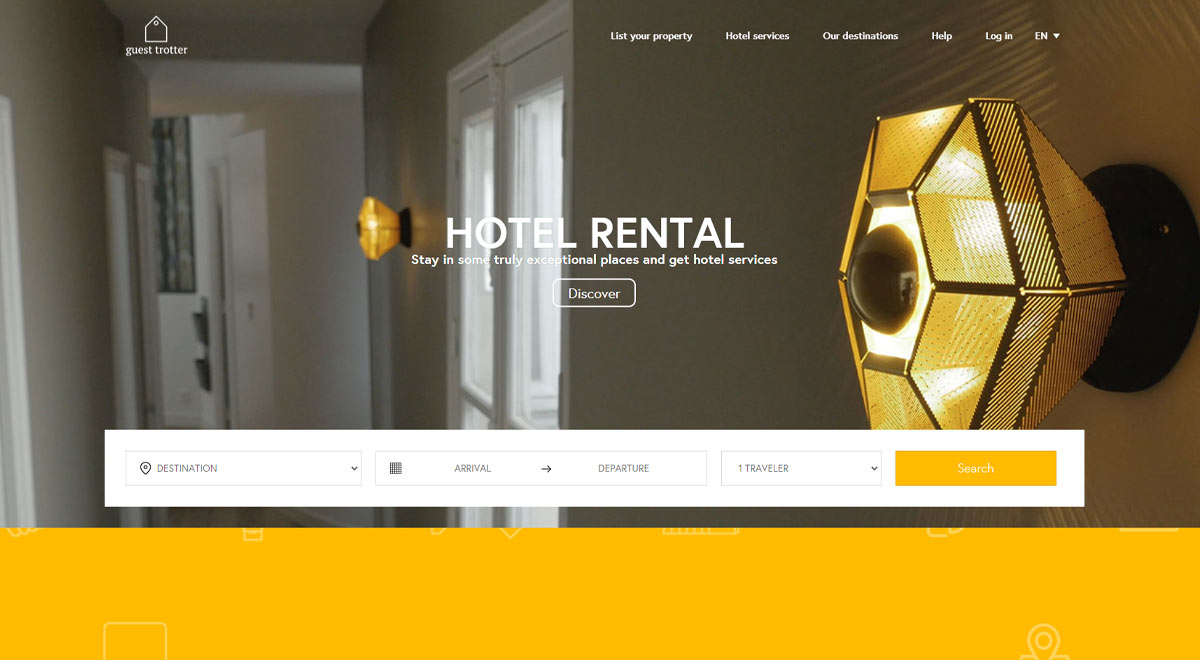 guest trotter
List your property
Hotel services
Our destinations
Help
Log in
EN
HOTEL RENTAL
Stay in some truly exceptional places and get hotel services
Discover
DESTINATION
ARRIVAL
DEPARTURE
1 TRAVELER
Search